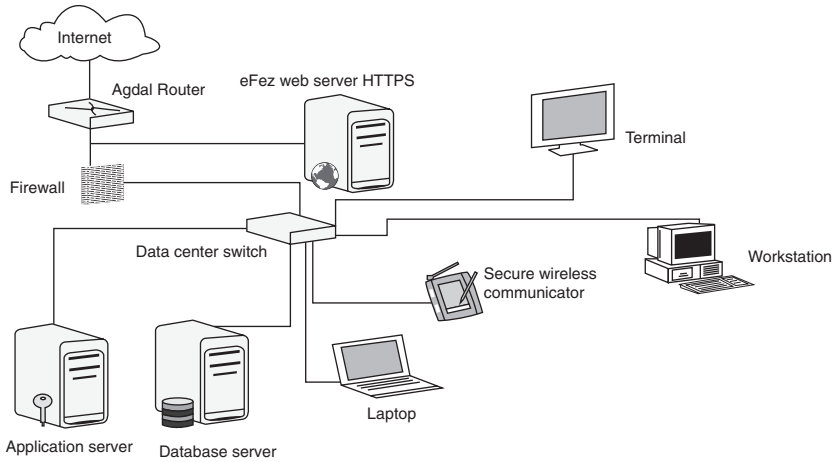 Internet
Agdal Router
eFez web server HTTPS
Terminal
Firewall
Data center switch
Workstation
Secure wireless
communicator
Laptop
Application server
Database server